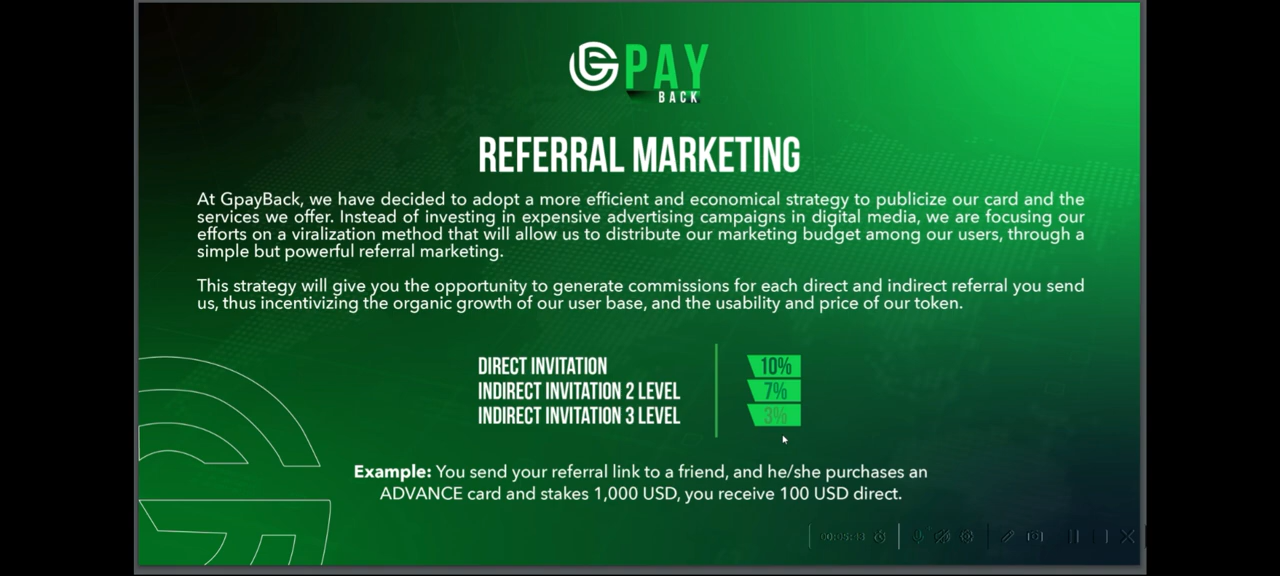 G PAY
BACK
REFERRAL MARKETING
At GpayBack, we have decided to adopt a more efficient and economical strategy to publicize our card and the
services we offer. Instead of investing in expensive advertising campaigns in digital media, we are focusing our
efforts on a viralization method that will allow us to distribute our marketing budget among our users, through a
simple but powerful referral marketing.
This strategy will give you the opportunity to generate commissions for each direct and indirect referral you send
us, thus incentivizing the organic growth of our user base, and the usability and price of our token.
DIRECT INVITATION 10%
INDIRECT INVITATION 2 LEVEL 7%
INDIRECT INVITATION 3 LEVEL 3%
Example: You send your referral link to a friend, and he/she purchases an
ADVANCE card and stakes 1,000 USD, you receive 100 USD direct.